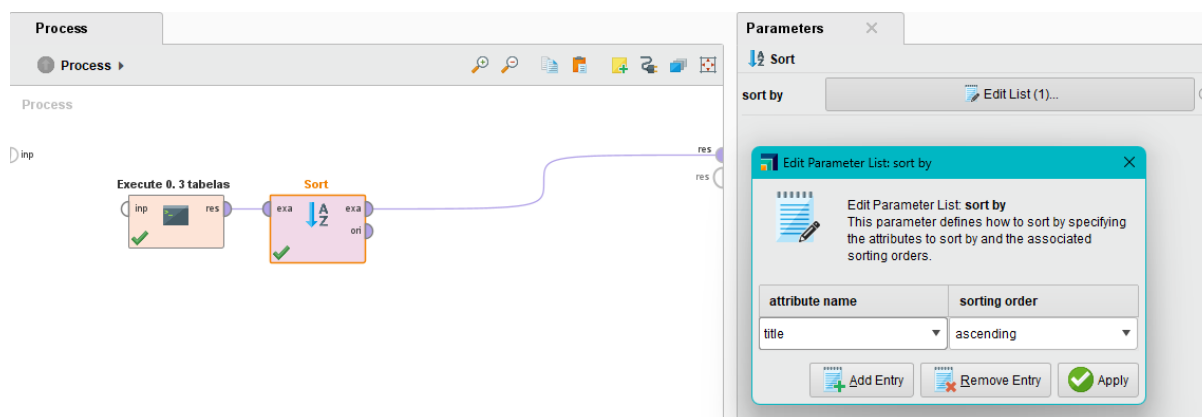 Process
Process
Process
inp
res
res
Execute 0. 3 tabelas
inp
res
Sort
exa
exa
ori
A
Z
Parameters
A
Z
Sort
sort by
Edit List (1)...
Edit Parameter List: sort by
Edit Parameter List: sort by
This parameter defines how to sort by specifying
the attributes to sort by and the associated
sorting orders.
attribute name
sorting order
title
ascending
Add Entry
Remove Entry
Apply